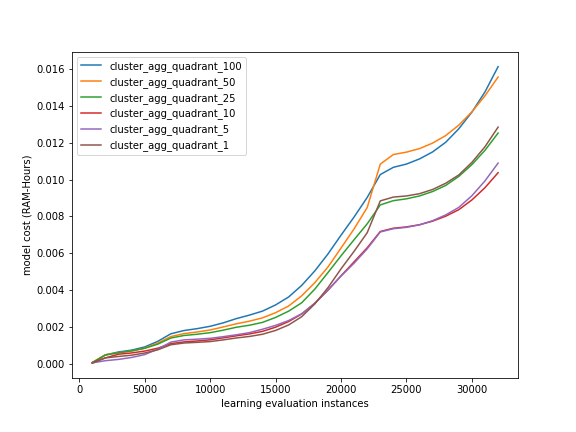 cluster_agg_quadrant_100
cluster_agg_quadrant_50
cluster_agg_quadrant_25
cluster_agg_quadrant_10
cluster_agg_quadrant_5
cluster_agg_quadrant_1
0.016
0.014
0.012
0.010
0.008
0.006
0.004
0.002
0.000
model cost (RAM-Hours)
0 5000 10000 15000 20000 25000 30000
learning evaluation instances